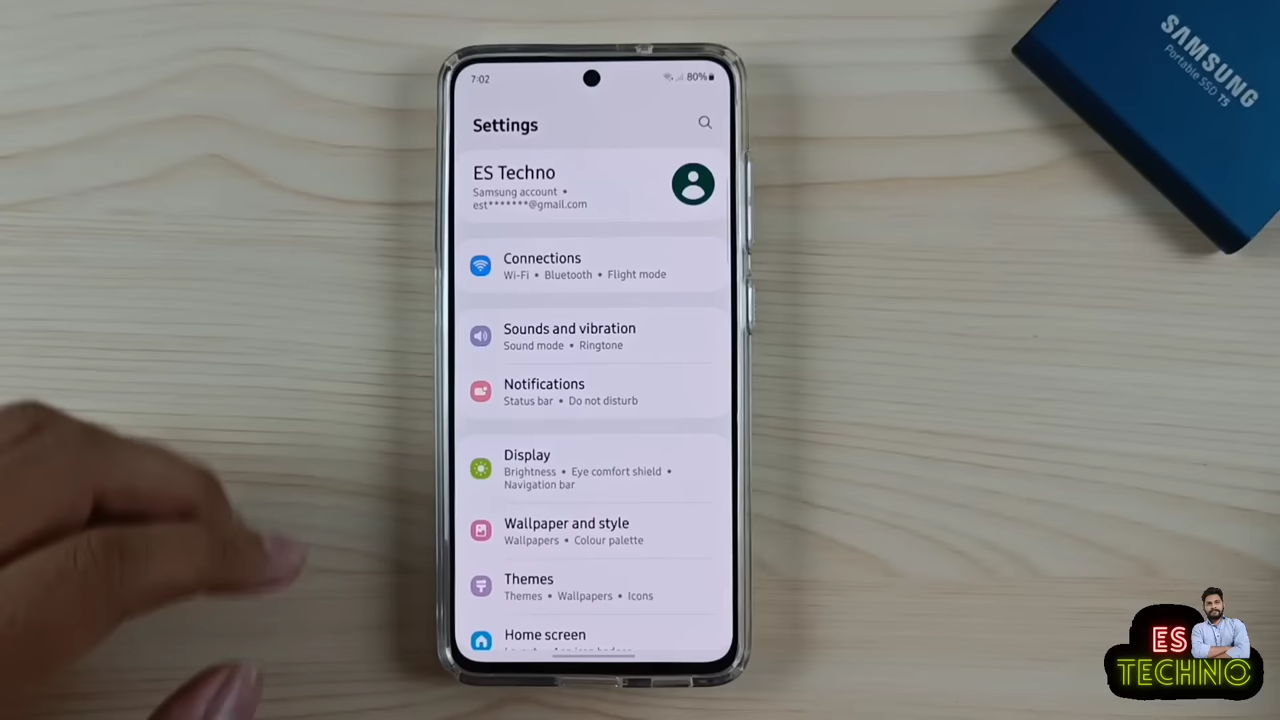 SAMSUNG
Portable SSD T5
7:02
80%
Settings
ES Techno
Samsung account •
est*******@gmail.com
Connections
Wi-Fi • Bluetooth • Flight mode
Sounds and vibration
Sound mode • Ringtone
Notifications
Status bar • Do not disturb
Display
Brightness • Eye comfort shield •
Navigation bar
Wallpaper and style
Wallpapers • Colour palette
Themes
Themes • Wallpapers • Icons
Home screen
ES
TECHNO